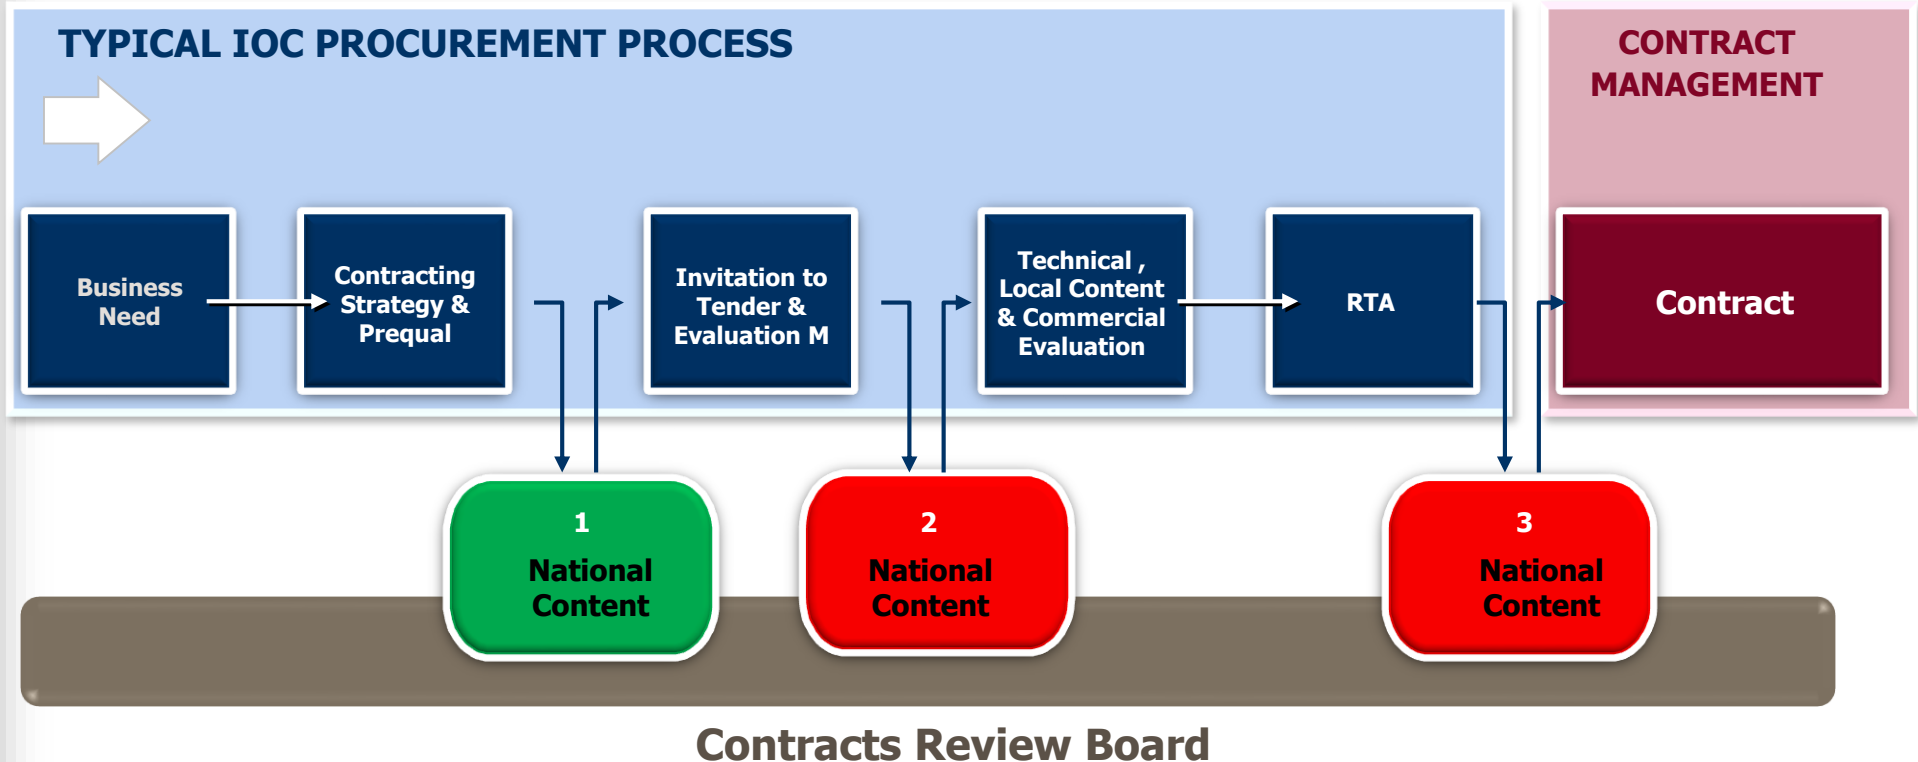 TYPICAL IOC PROCUREMENT PROCESS
CONTRACT
MANAGEMENT
Business
Need
Contracting
Strategy &
Prequal
Invitation to
Tender &
Evaluation M
Technical ,
Local Content
& Commercial
Evaluation
RTA
Contract
1
National
Content
2
National
Content
3
National
Content
Contracts Review Board